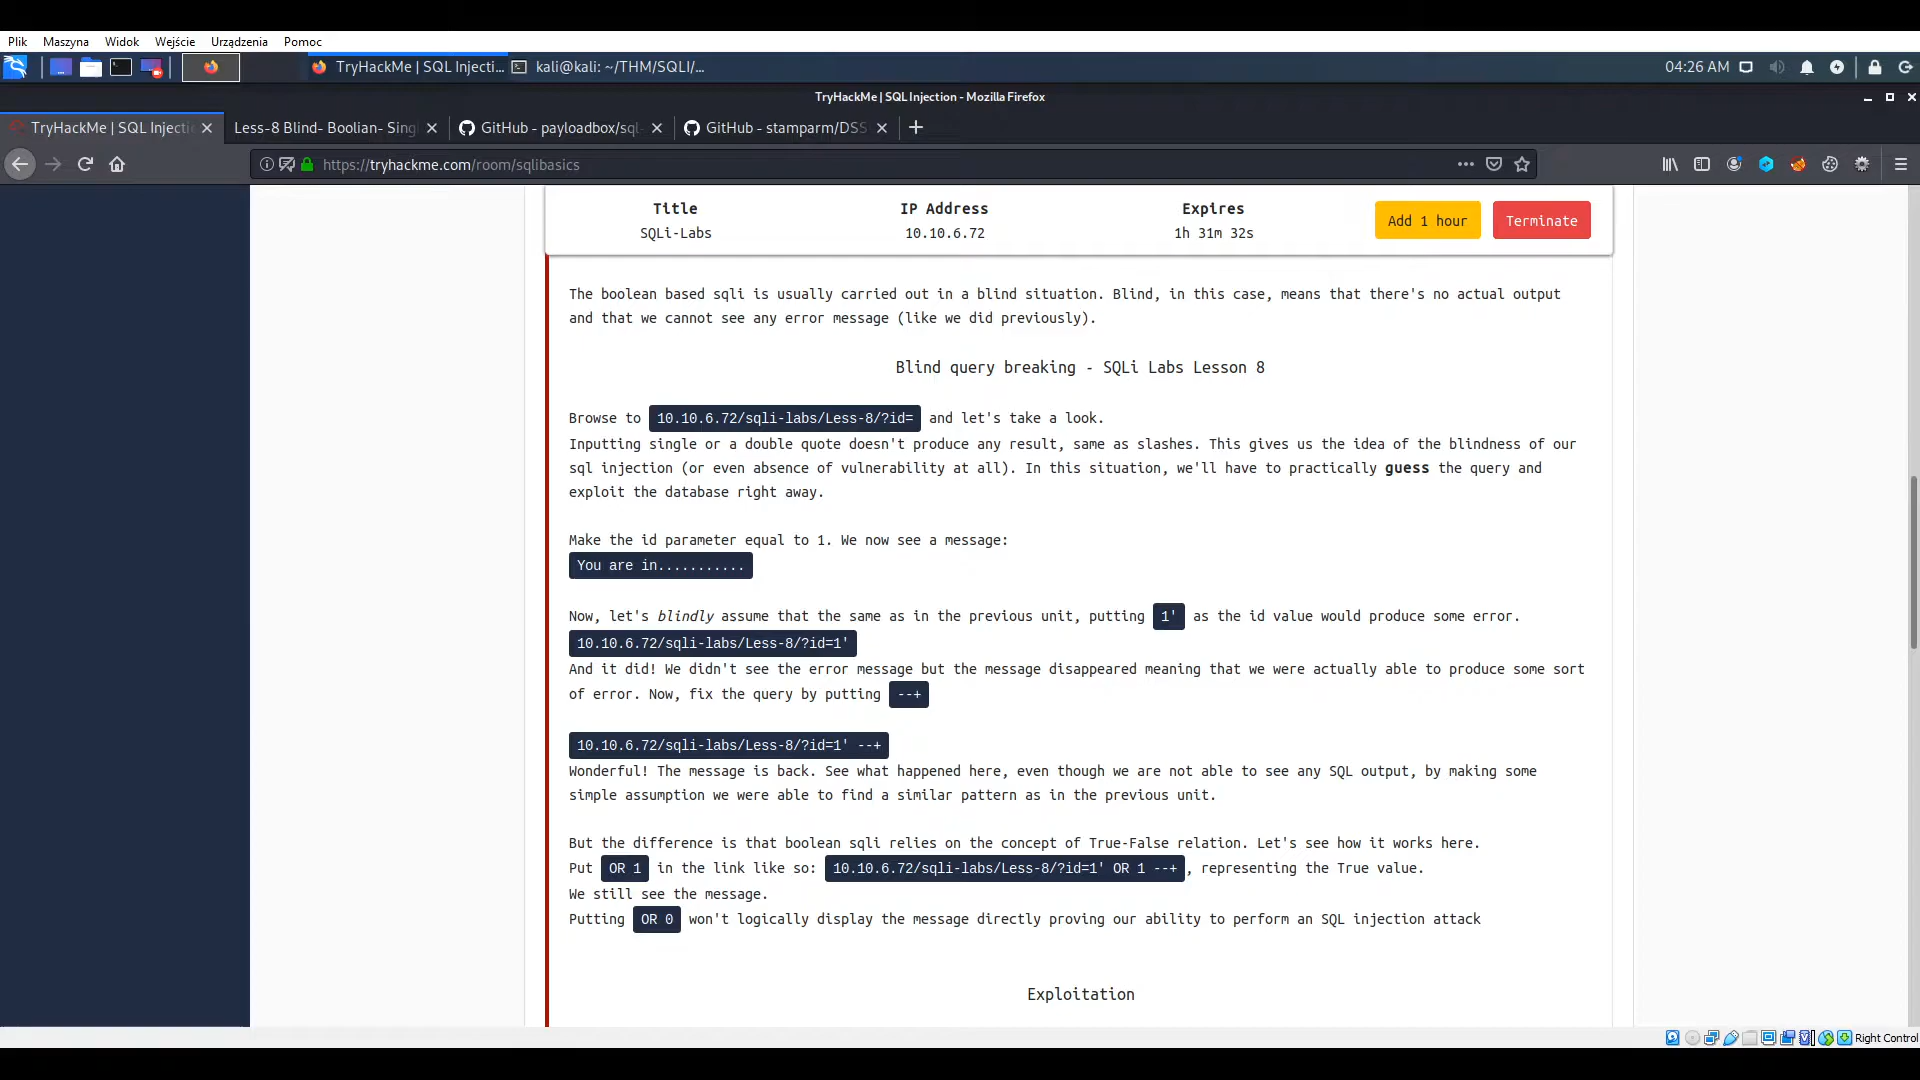 Plik Maszyna Widok Wejście Urządzenia Pomoc
TryHackMe | SQL Injecti... kali@kali: ~/THM/SQLI/... 04:26 AM
TryHackMe | SQL Injection - Mozilla Firefox
TryHackMe | SQL Injecti Less-8 Blind- Boolian- Sing GitHub - payloadbox/sql- GitHub - stamparm/DSS
https://tryhackme.com/room/sqlibasics
Title IP Address Expires
SQLi-Labs 10.10.6.72 1h 31m 32s
Add 1 hour Terminate
The boolean based sqli is usually carried out in a blind situation. Blind, in this case, means that there's no actual output
and that we cannot see any error message (like we did previously).
Blind query breaking - SQLi Labs Lesson 8
Browse to 10.10.6.72/sqli-labs/Less-8/?id= and let's take a look.
Inputting single or a double quote doesn't produce any result, same as slashes. This gives us the idea of the blindness of our
sql injection (or even absence of vulnerability at all). In this situation, we'll have to practically guess the query and
exploit the database right away.
Make the id parameter equal to 1. We now see a message:
You are in...........
Now, let's blindly assume that the same as in the previous unit, putting 1' as the id value would produce some error.
10.10.6.72/sqli-labs/Less-8/?id=1'
And it did! We didn't see the error message but the message disappeared meaning that we were actually able to produce some sort
of error. Now, fix the query by putting --+
10.10.6.72/sqli-labs/Less-8/?id=1' --+
Wonderful! The message is back. See what happened here, even though we are not able to see any SQL output, by making some
simple assumption we were able to find a similar pattern as in the previous unit.
But the difference is that boolean sqli relies on the concept of True-False relation. Let's see how it works here.
Put OR 1 in the link like so: 10.10.6.72/sqli-labs/Less-8/?id=1' OR 1 --+, representing the True value.
We still see the message.
Putting OR 0 won't logically display the message directly proving our ability to perform an SQL injection attack
Exploitation
Right Control